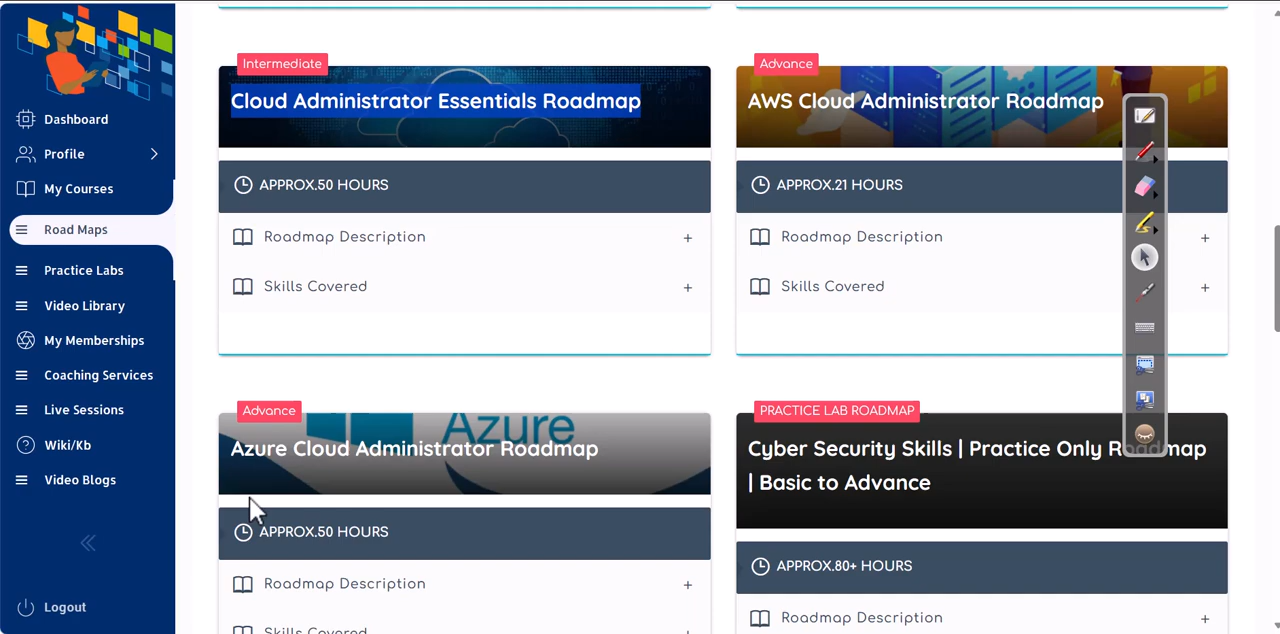 Dashboard
Profile
My Courses
Road Maps
Practice Labs
Video Library
My Memberships
Coaching Services
Live Sessions
Wiki/Kb
Video Blogs
Logout
Intermediate
Cloud Administrator Essentials Roadmap
APPROX.50 HOURS
Roadmap Description
Skills Covered
Advance
AWS Cloud Administrator Roadmap
APPROX.21 HOURS
Roadmap Description
Skills Covered
Advance
Azure
Azure Cloud Administrator Roadmap
APPROX.50 HOURS
Roadmap Description
Skills Covered
PRACTICE LAB ROADMAP
Cyber Security Skills | Practice Only Roadmap
| Basic to Advance
APPROX.80+ HOURS
Roadmap Description